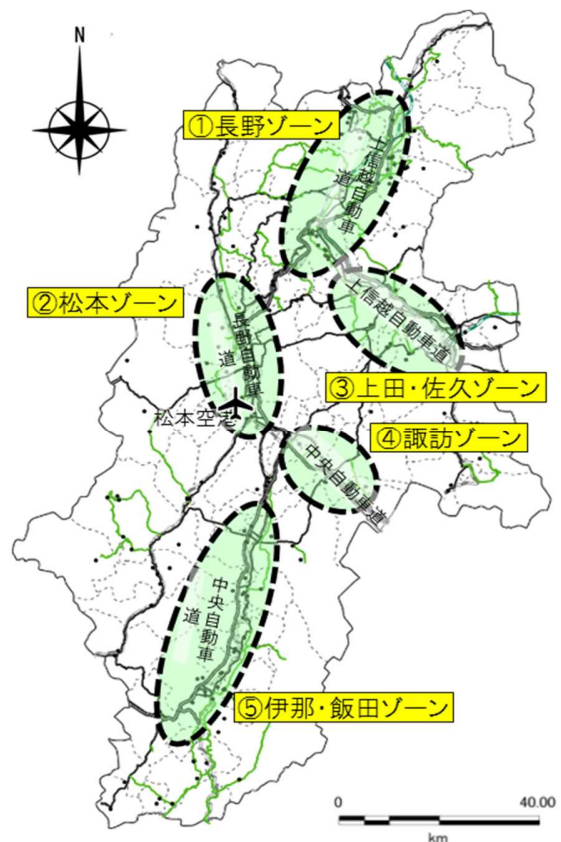 N
①長野ゾーン
上信越自動車
道
②松本ゾーン
長野自動車
道
上信越自動車道
③上田・佐久ゾーン
松本空港
④諏訪ゾーン
中央自動車道
中央自動車
道
⑤伊那・飯田ゾーン
0 40.00
km